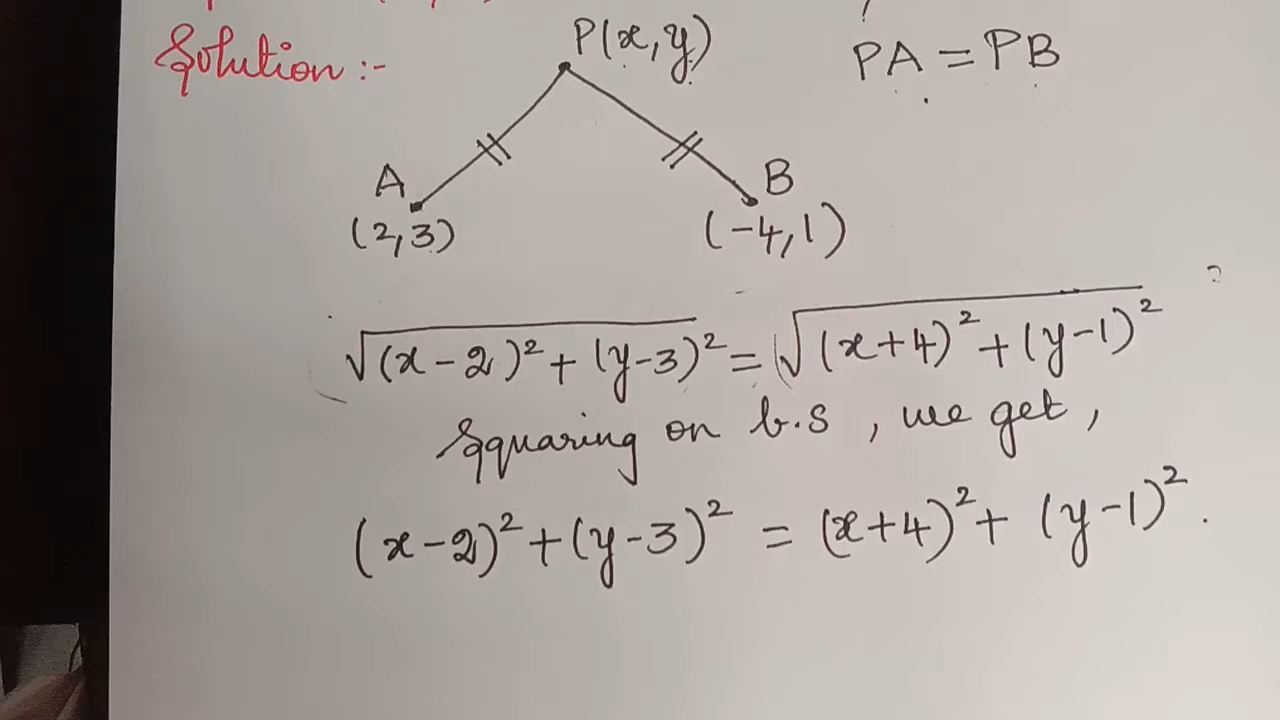 Solution :-
P(x, y)
PA = PB
A
(2, 3)
B
(-4, 1)
√(x-2)² + (y-3)² = √(x+4)² + (y-1)²
Squaring on b.s, we get,
(x-2)² + (y-3)² = (x+4)² + (y-1)².